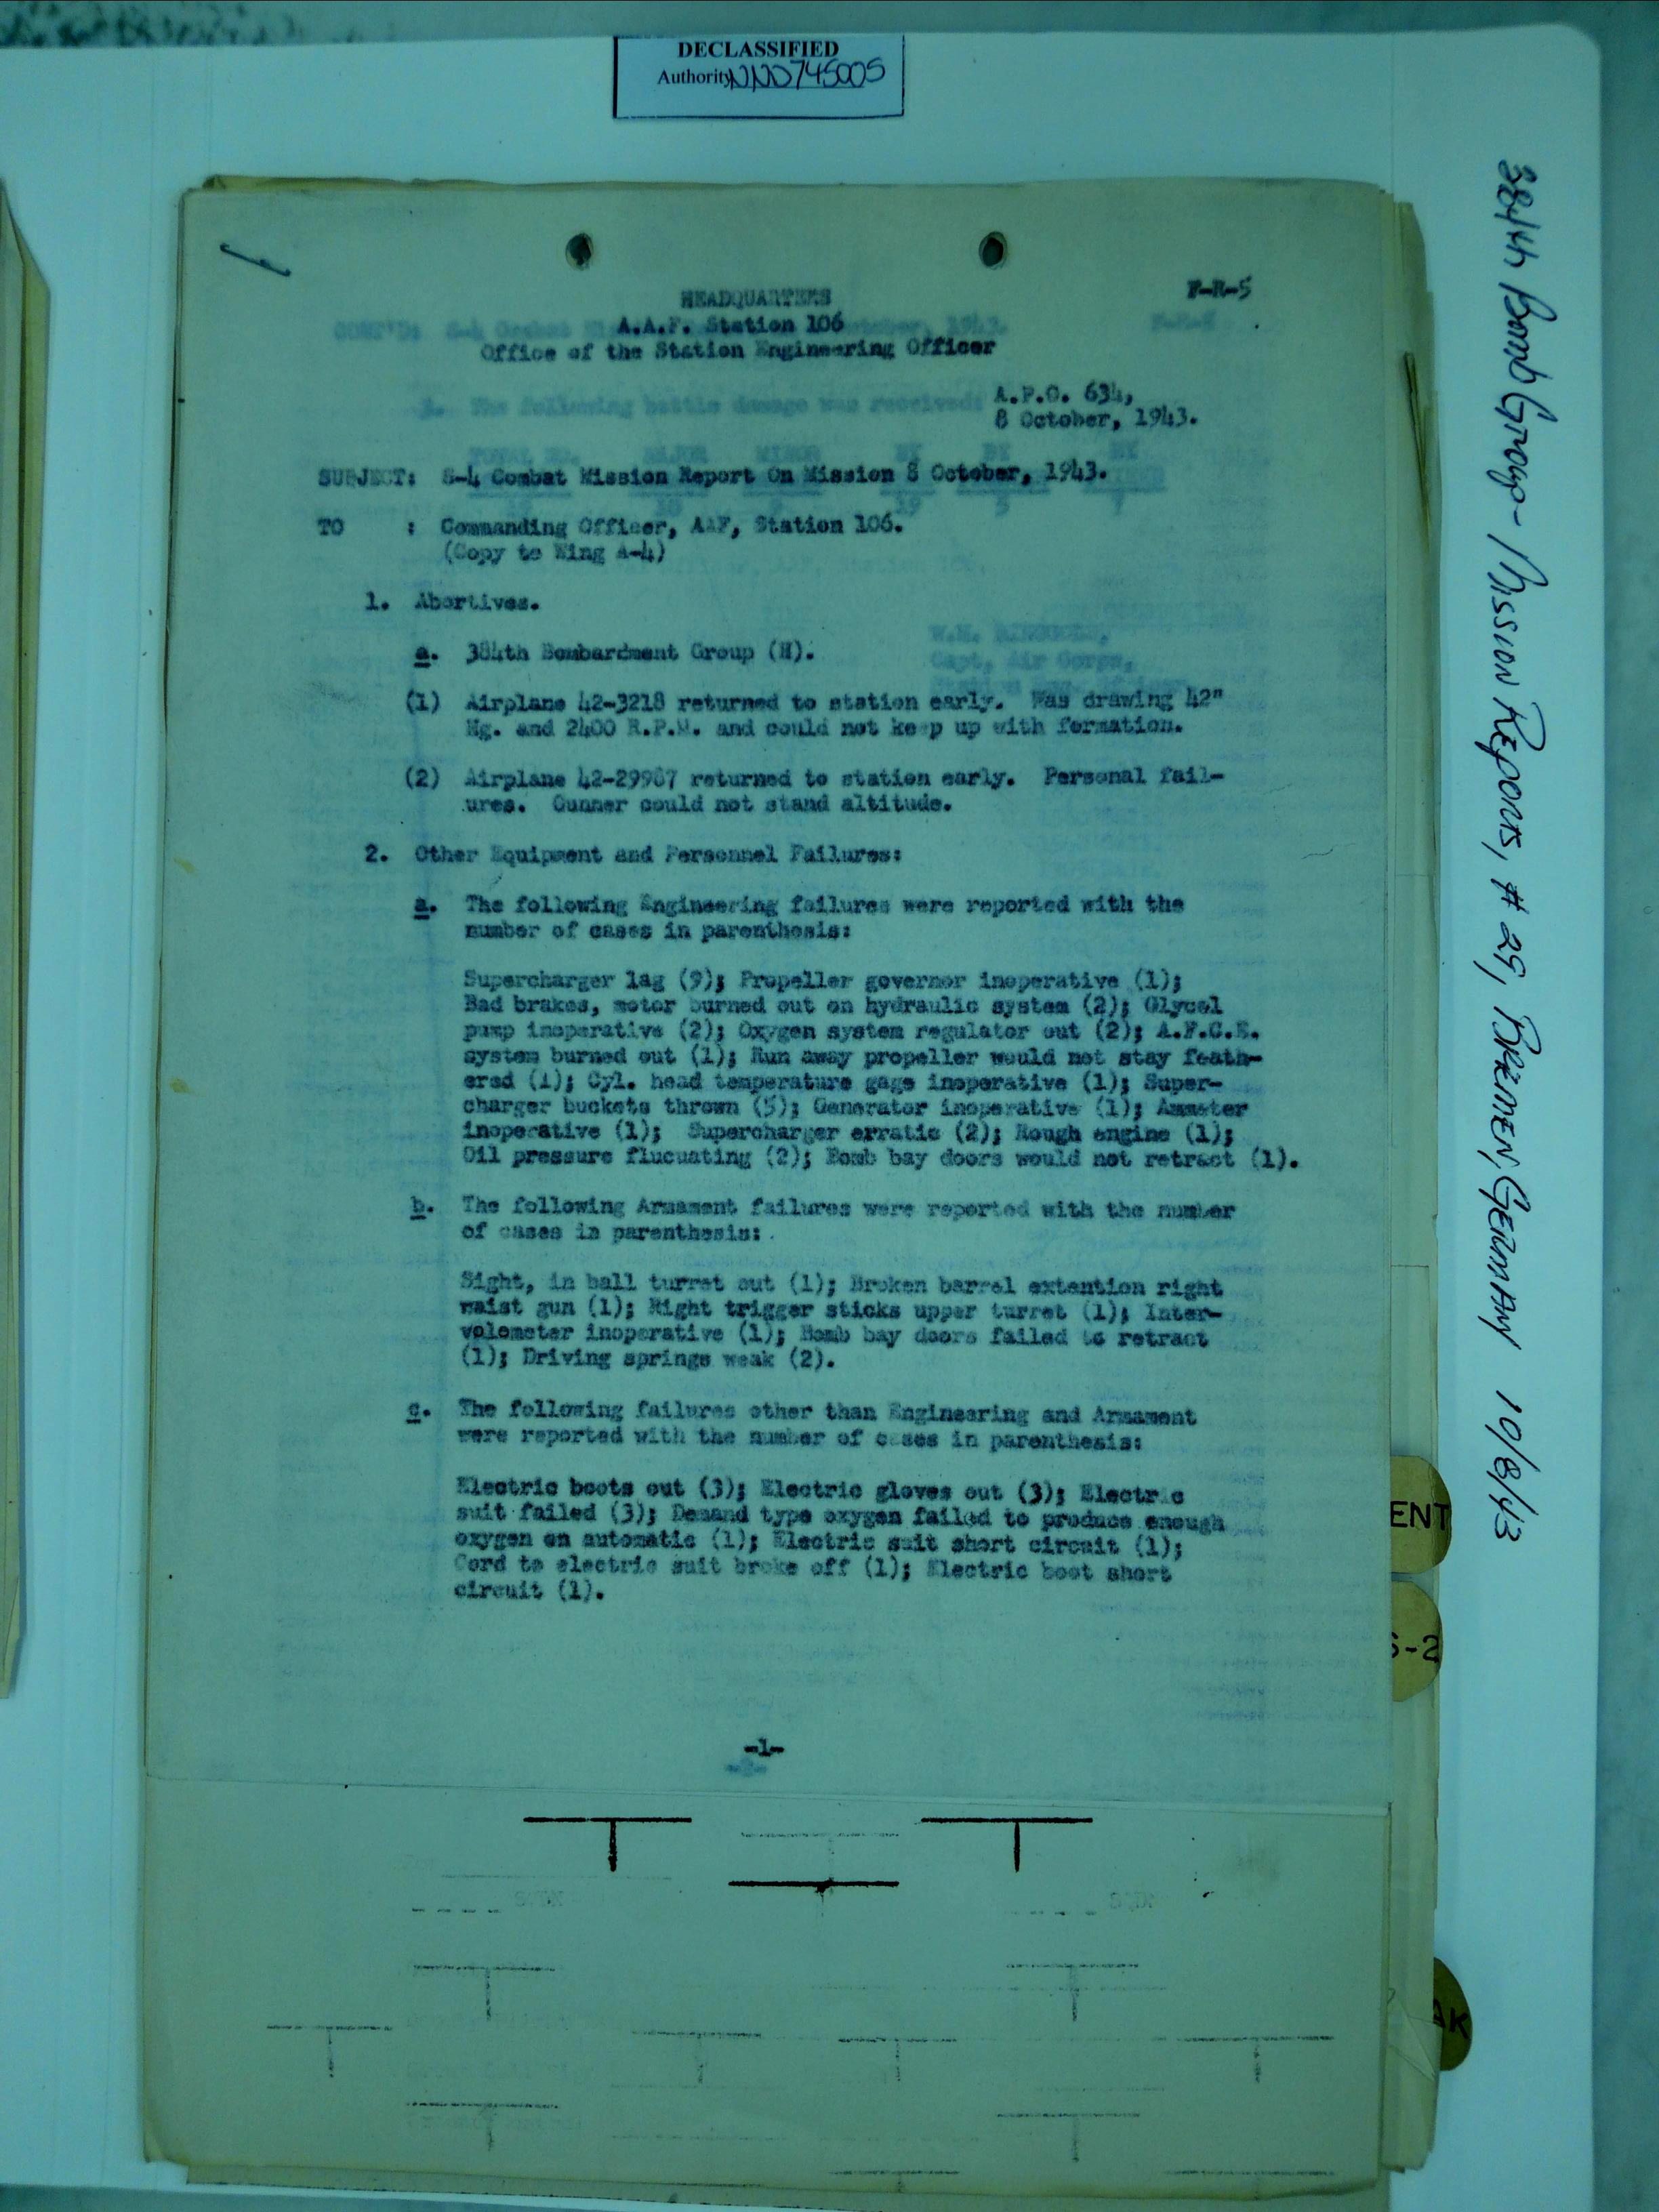 DECLASSIFIED
Authority NND745005
F-R-5
HEADQUARTERS
A.A.F. Station 106
Office of the Station Engineering Officer
A.P.O. 634,
8 October, 1943.
SUBJECT: S-4 Combat Mission Report On Mission 8 October, 1943.
TO : Commanding Officer, AAF, Station 106.
(Copy to Wing A-4)
1. Abortives.
a. 384th Bombardment Group (H).
(1) Airplane 42-3218 returned to station early. Was drawing 42"
Hg. and 2400 R.P.M. and could not keep up with formation.
(2) Airplane 42-29987 returned to station early. Personal fail-
ures. Gunner could not stand altitude.
2. Other Equipment and Personnel Failures:
a. The following Engineering failures were reported with the
number of cases in parenthesis:
Supercharger lag (9); Propeller governor inoperative (1);
Bad brakes, motor burned out on hydraulic system (2); Glycol
pump inoperative (2); Oxygen system regulator out (2); A.F.C.E.
system burned out (1); Run away propeller would not stay feath-
ered (1); Cyl. head temperature gage inoperative (1); Super-
charger buckets thrown (5); Generator inoperative (1); Ammeter
inoperative (1); Supercharger erratic (2); Rough engine (1);
Oil pressure flucuating (2); Bomb bay doors would not retract (1).
b. The following Armament failures were reported with the number
of cases in parenthesis:
Sight, in ball turret out (1); Broken barrel extention right
waist gun (1); Right trigger sticks upper turret (1); Inter-
volometer inoperative (1); Bomb bay doors failed to retract
(1); Driving springs weak (2).
c. The following failures other than Engineering and Armament
were reported with the number of cases in parenthesis:
Electric boots out (3); Electric gloves out (3); Electric
suit failed (3); Demand type oxygen failed to produce enough
oxygen on automatic (1); Electric suit short circuit (1);
Cord to electric suit broke off (1); Electric boot short
circuit (1).
-1-
384th Bomb Group - Mission Reports, # 25, Bremen, Germany 10/8/43
ENT
S-2
AK